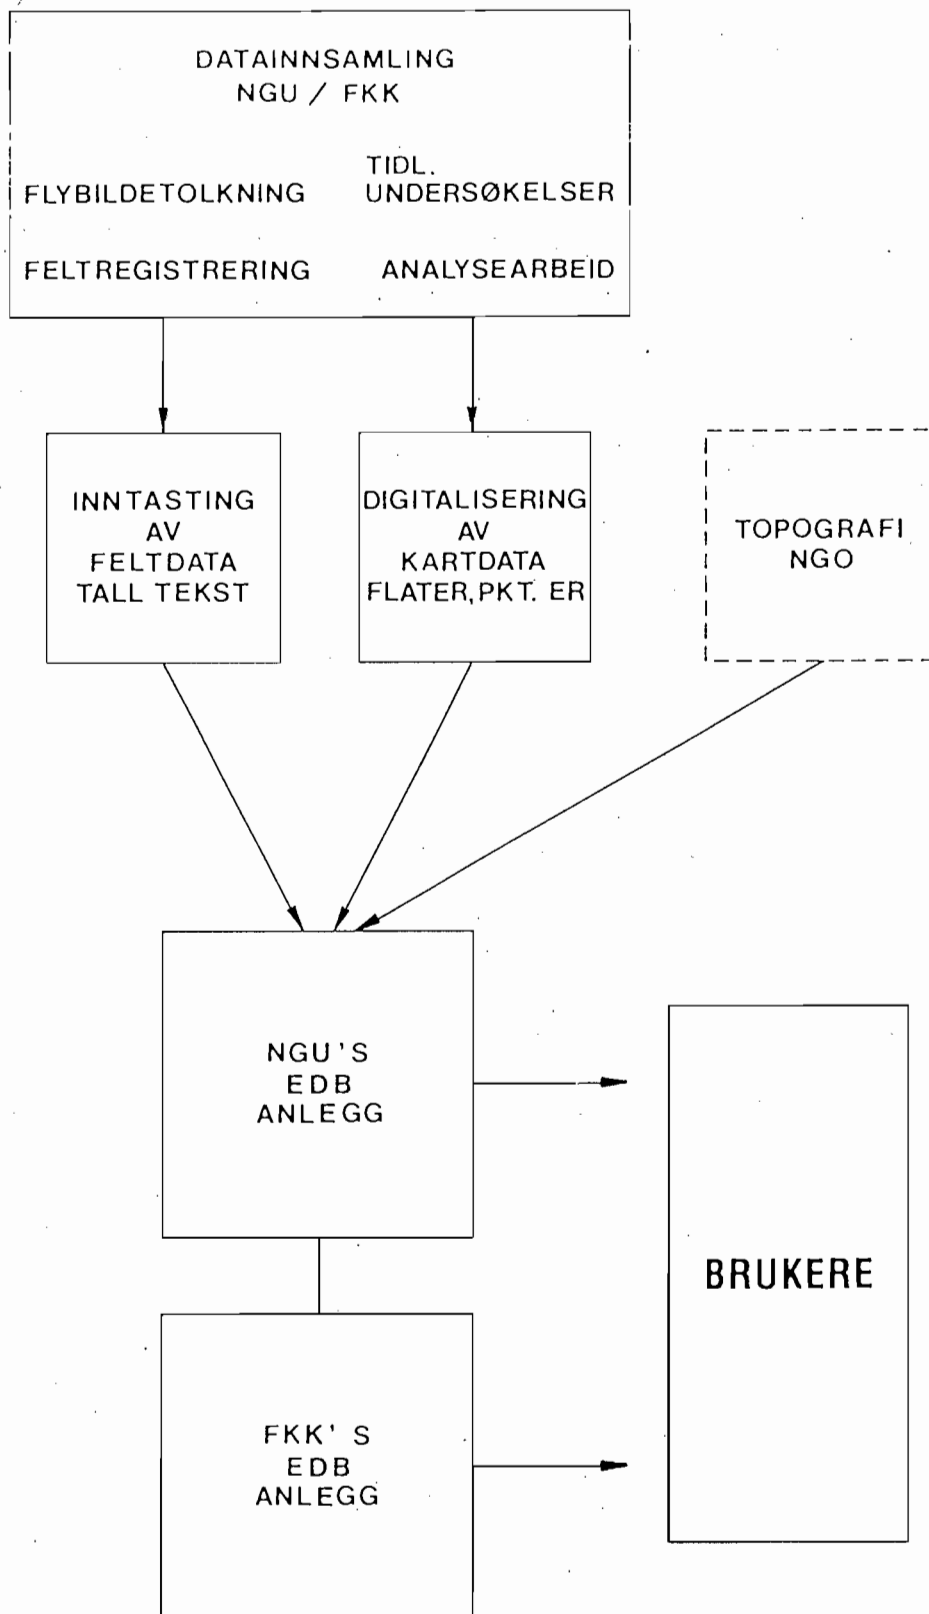 DATAINNSAMLING
NGU / FKK
FLYBILDETOLKNING
TIDL.
UNDERSØKELSER
FELTREGISTRERING
ANALYSEARBEID
INNTASTING
AV
FELTDATA
TALL TEKST
DIGITALISERING
AV
KARTDATA
FLATER, PKT. ER
TOPOGRAFI
NGO
NGU'S
EDB
ANLEGG
BRUKERE
FKK'S
EDB
ANLEGG